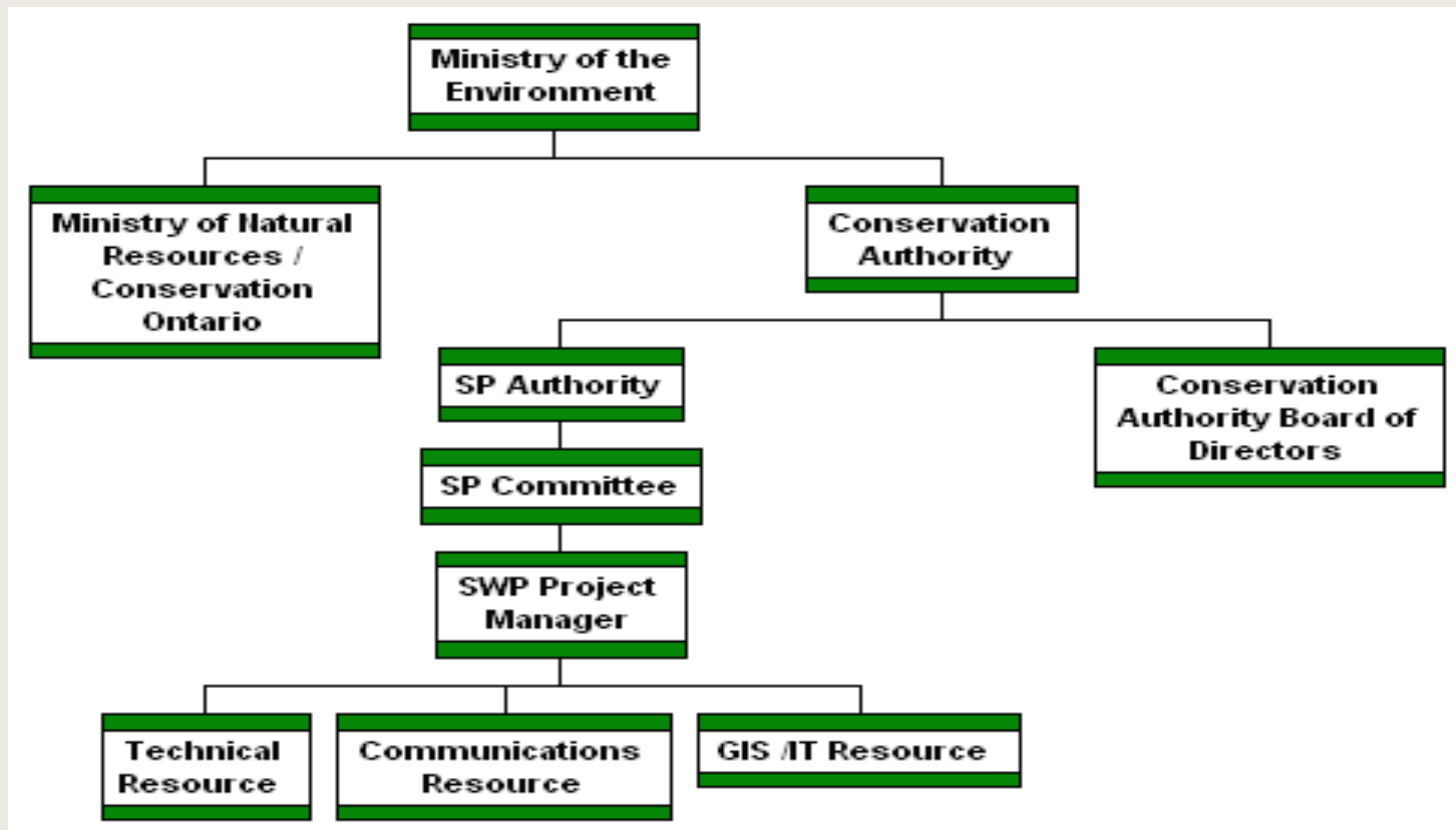 Ministry of the
Environment
Ministry of Natural
Resources /
Conservation
Ontario
Conservation
Authority
SP Authority
Conservation
Authority Board of
Directors
SP Committee
SWP Project
Manager
Technical
Resource
Communications
Resource
GIS /IT Resource